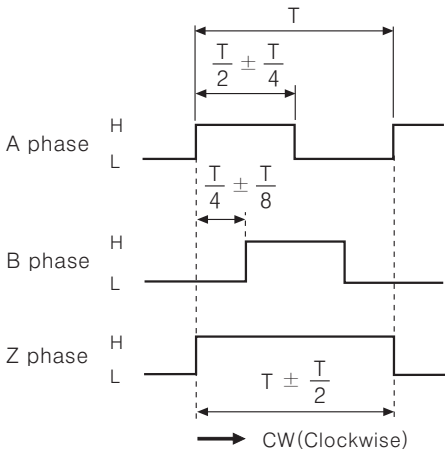 T
T/2 ± T/4
H
A phase
L
T/4 ± T/8
H
B phase
L
H
Z phase
L
T ± T/2
CW(Clockwise)